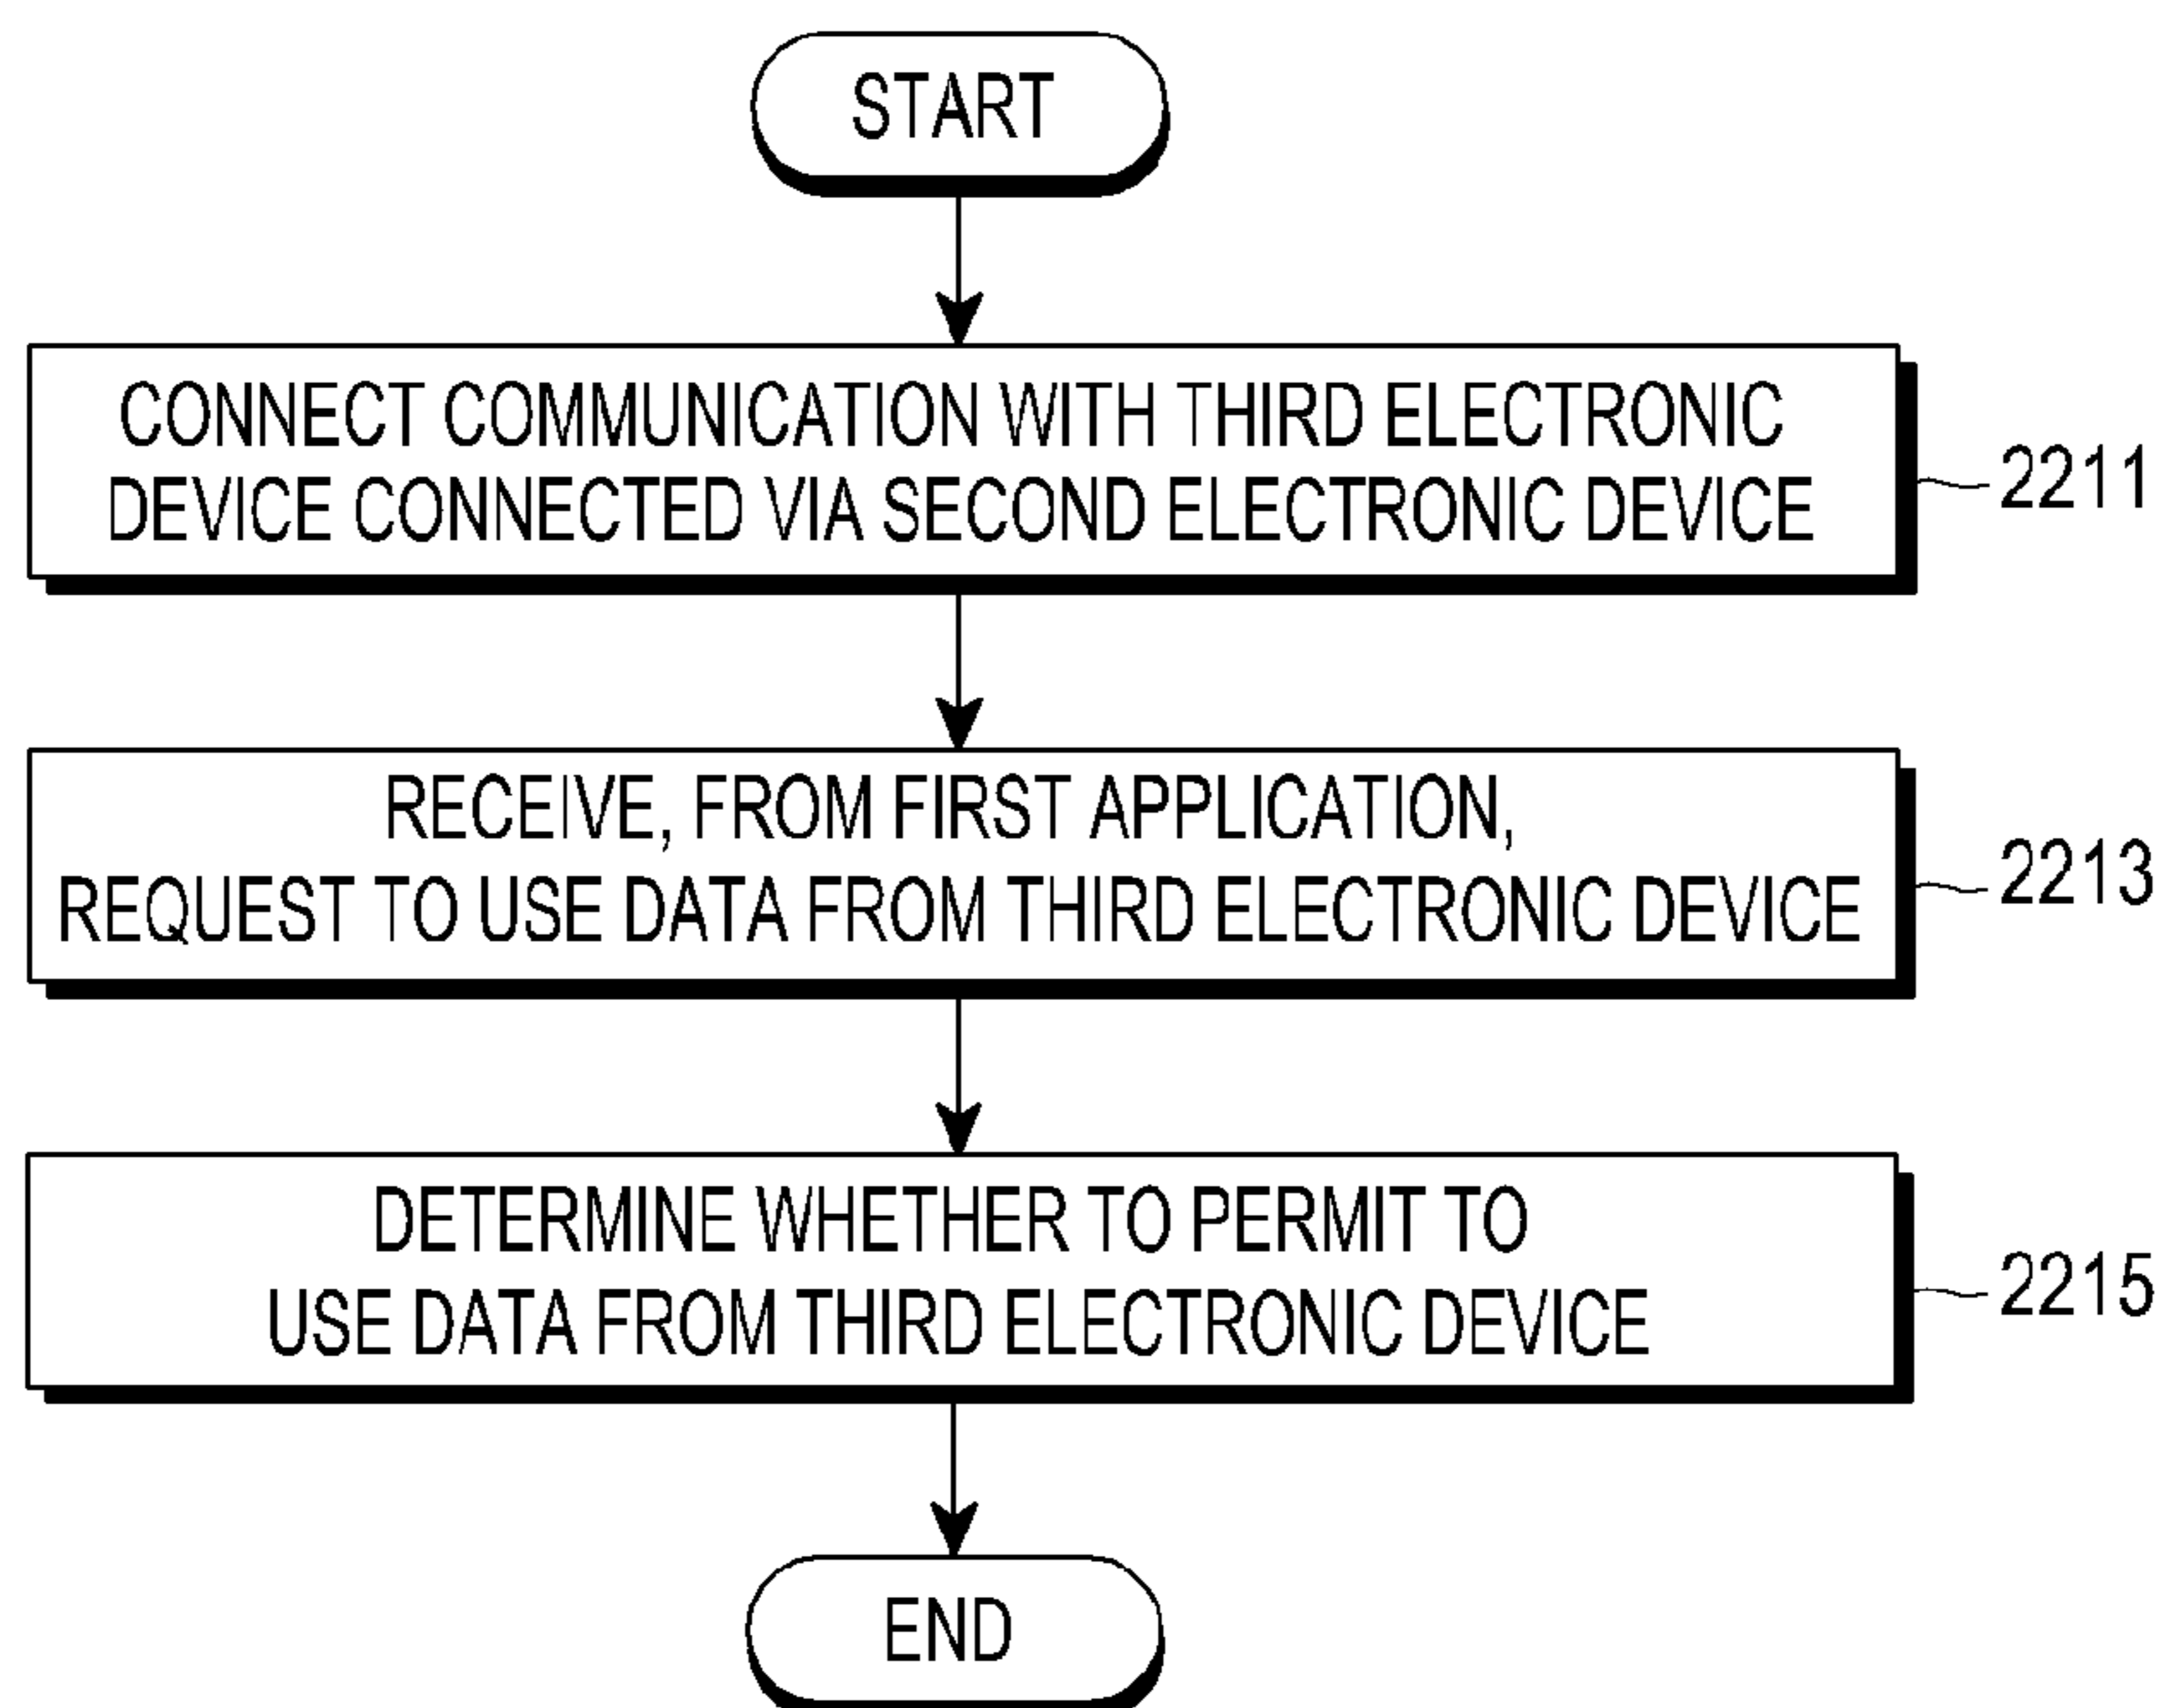 START
CONNECT COMMUNICATION WITH THIRD ELECTRONIC
DEVICE CONNECTED VIA SECOND ELECTRONIC DEVICE
2211
RECEIVE, FROM FIRST APPLICATION,
REQUEST TO USE DATA FROM THIRD ELECTRONIC DEVICE
2213
DETERMINE WHETHER TO PERMIT TO
USE DATA FROM THIRD ELECTRONIC DEVICE
2215
END